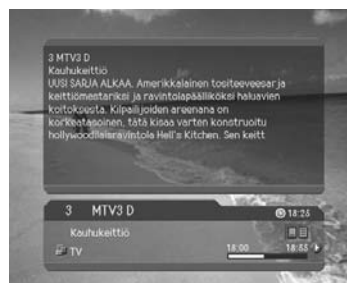 3 MTV3 D
Kauhukeittiö
UUSI SARJA ALKAA. Amerikkalainen tositeeveesarja
keittiömestariksi ja ravintolapäälliköksi haluavien
koitoksesta. Kilpailijoiden areenana on
korkeatasoinen, tätä kisaa varten konstruoitu
hollywoodilaisravintola Hell's Kitchen. Sen keitt
3 MTV3 D 18:25
Kauhukeittiö
TV 18:00 18:55